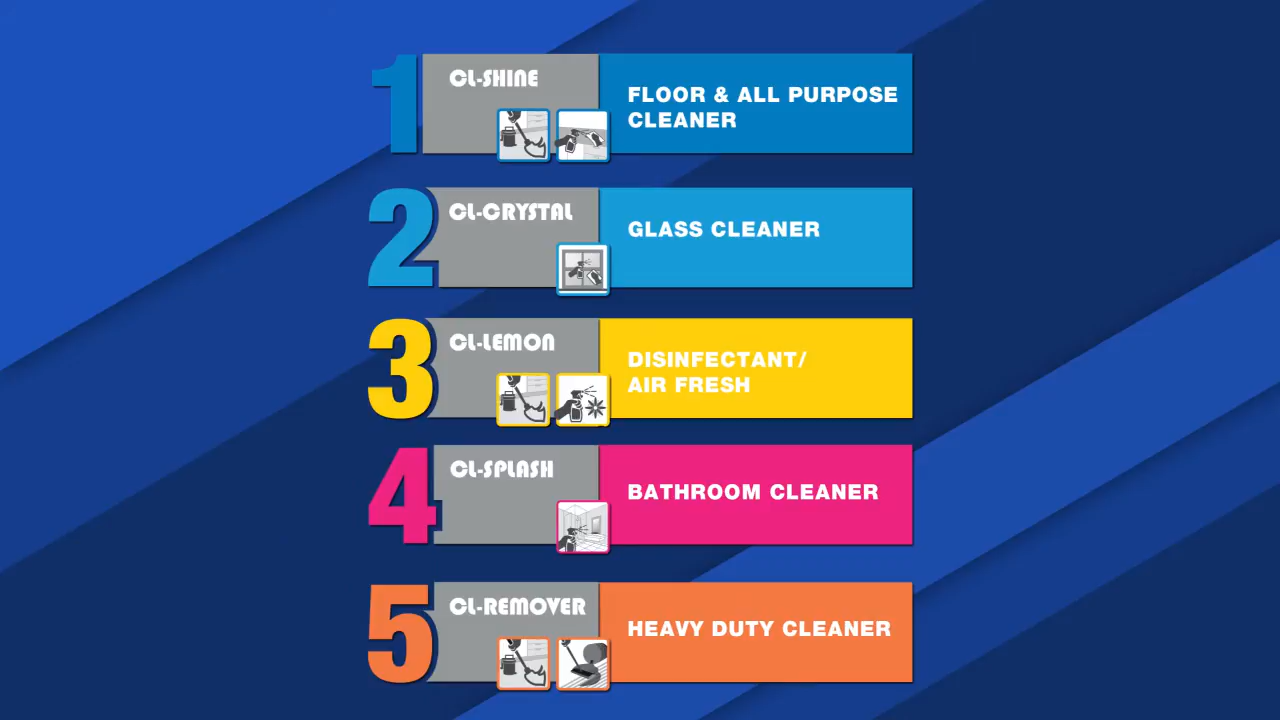 1
CL-SHINE
FLOOR & ALL PURPOSE
CLEANER
2
CL-CRYSTAL
GLASS CLEANER
3
CL-LEMON
DISINFECTANT/
AIR FRESH
4
CL-SPLASH
BATHROOM CLEANER
5
CL-REMOVER
HEAVY DUTY CLEANER